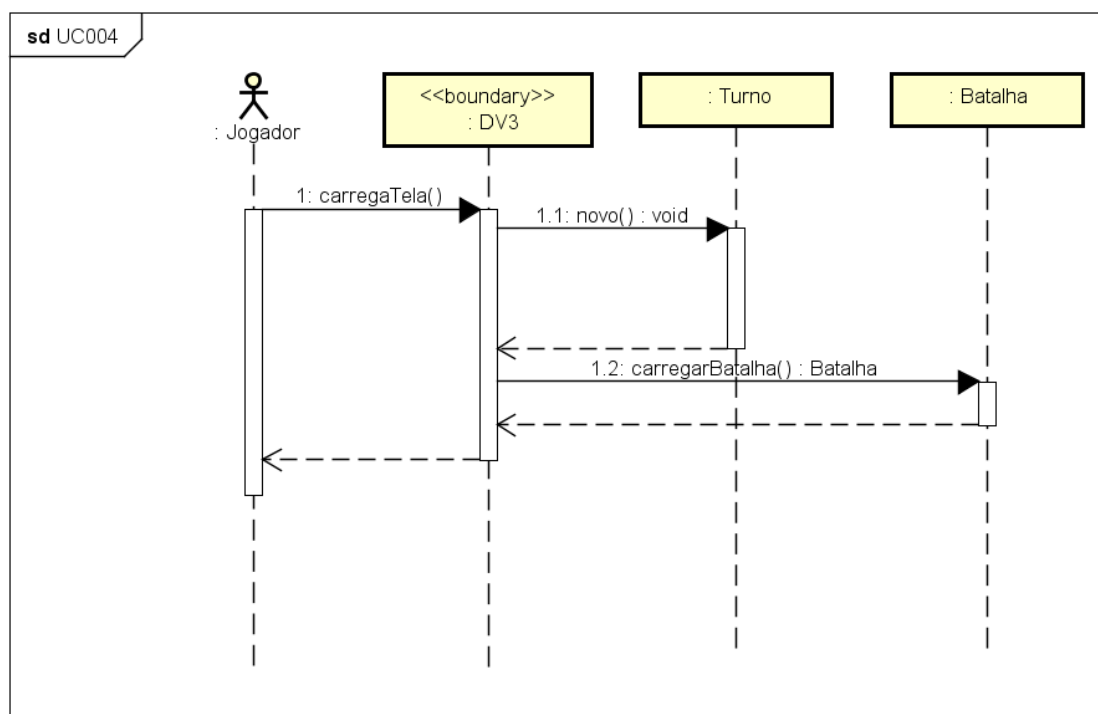 sd UC004
: Jogador
<<boundary>>
: DV3
: Turno
: Batalha
1: carregaTela()
1.1: novo() : void
1.2: carregarBatalha() : Batalha